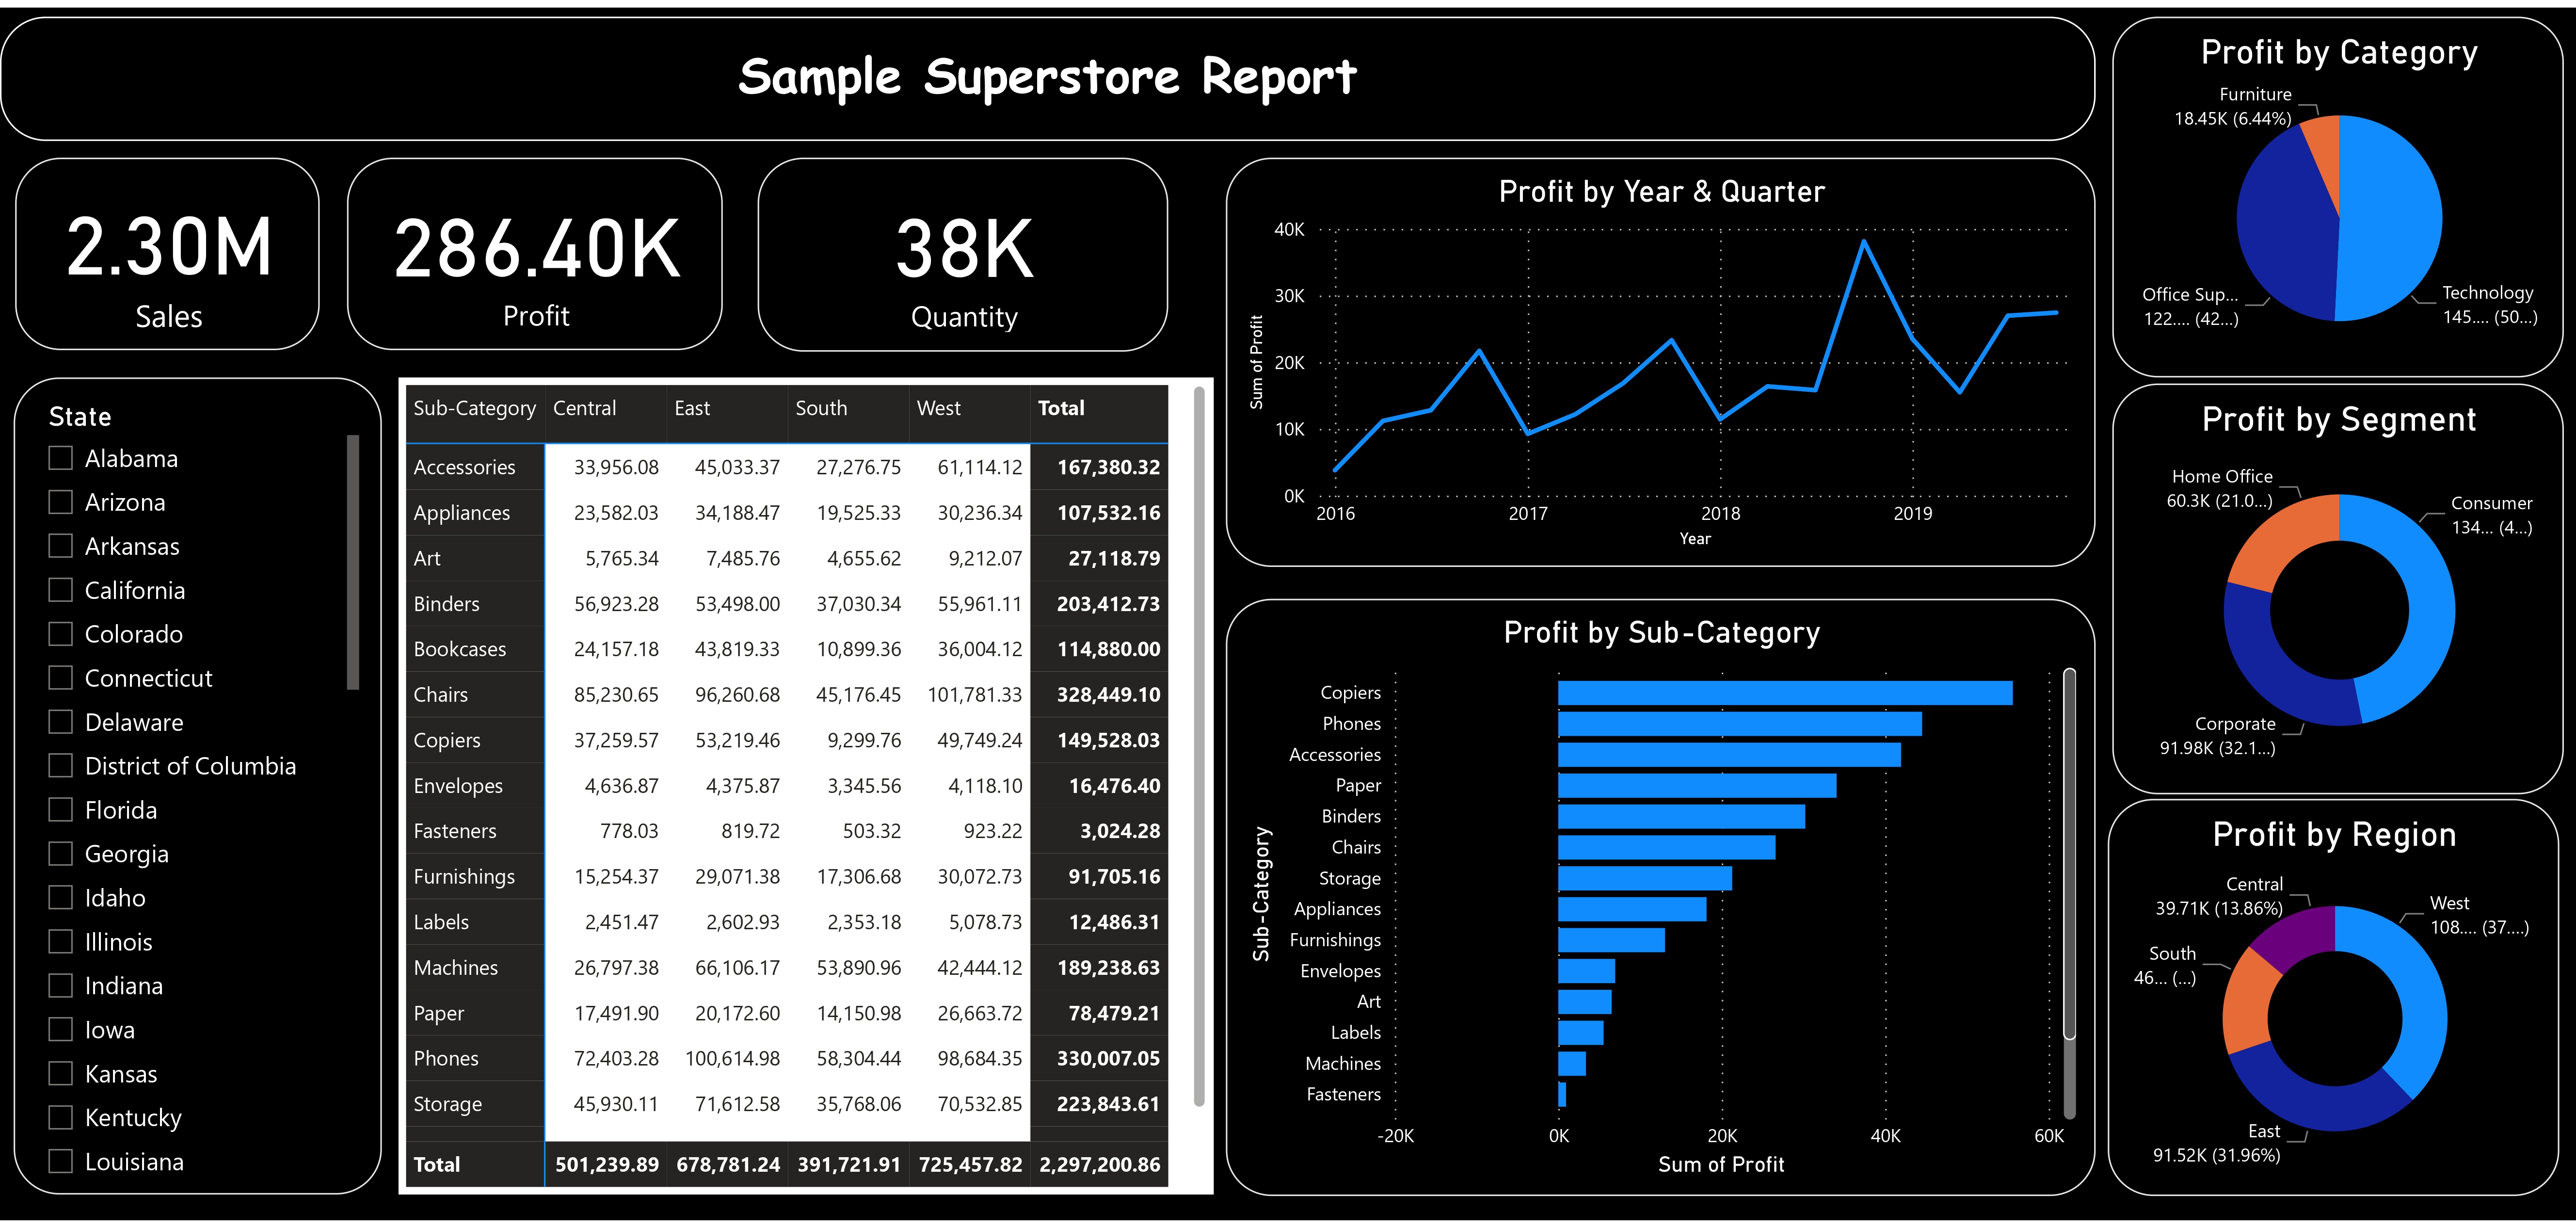 Sample Superstore Report
2.30M
Sales
286.40K
Profit
38K
Quantity
State
Alabama
Arizona
Arkansas
California
Colorado
Connecticut
Delaware
District of Columbia
Florida
Georgia
Idaho
Illinois
Indiana
Iowa
Kansas
Kentucky
Louisiana
Sub-Category Central East South West Total
Accessories 33,956.08 45,033.37 27,276.75 61,114.12 167,380.32
Appliances 23,582.03 34,188.47 19,525.33 30,236.34 107,532.16
Art 5,765.34 7,485.76 4,655.62 9,212.07 27,118.79
Binders 56,923.28 53,498.00 37,030.34 55,961.11 203,412.73
Bookcases 24,157.18 43,819.33 10,899.36 36,004.12 114,880.00
Chairs 85,230.65 96,260.68 45,176.45 101,781.33 328,449.10
Copiers 37,259.57 53,219.46 9,299.76 49,749.24 149,528.03
Envelopes 4,636.87 4,375.87 3,345.56 4,118.10 16,476.40
Fasteners 778.03 819.72 503.32 923.22 3,024.28
Furnishings 15,254.37 29,071.38 17,306.68 30,072.73 91,705.16
Labels 2,451.47 2,602.93 2,353.18 5,078.73 12,486.31
Machines 26,797.38 66,106.17 53,890.96 42,444.12 189,238.63
Paper 17,491.90 20,172.60 14,150.98 26,663.72 78,479.21
Phones 72,403.28 100,614.98 58,304.44 98,684.35 330,007.05
Storage 45,930.11 71,612.58 35,768.06 70,532.85 223,843.61
Total 501,239.89 678,781.24 391,721.91 725,457.82 2,297,200.86
Profit by Year & Quarter
Sum of Profit
40K
30K
20K
10K
0K
2016 2017 2018 2019
Year
Profit by Sub-Category
Sub-Category
Copiers
Phones
Accessories
Paper
Binders
Chairs
Storage
Appliances
Furnishings
Envelopes
Art
Labels
Machines
Fasteners
-20K 0K 20K 40K 60K
Sum of Profit
Profit by Category
Furniture
18.45K (6.44%)
Office Sup...
122.... (42...)
Technology
145.... (50...)
Profit by Segment
Home Office
60.3K (21.0...)
Consumer
134... (4...)
Corporate
91.98K (32.1...)
Profit by Region
Central
39.71K (13.86%)
West
108.... (37....)
South
46... (...)
East
91.52K (31.96%)